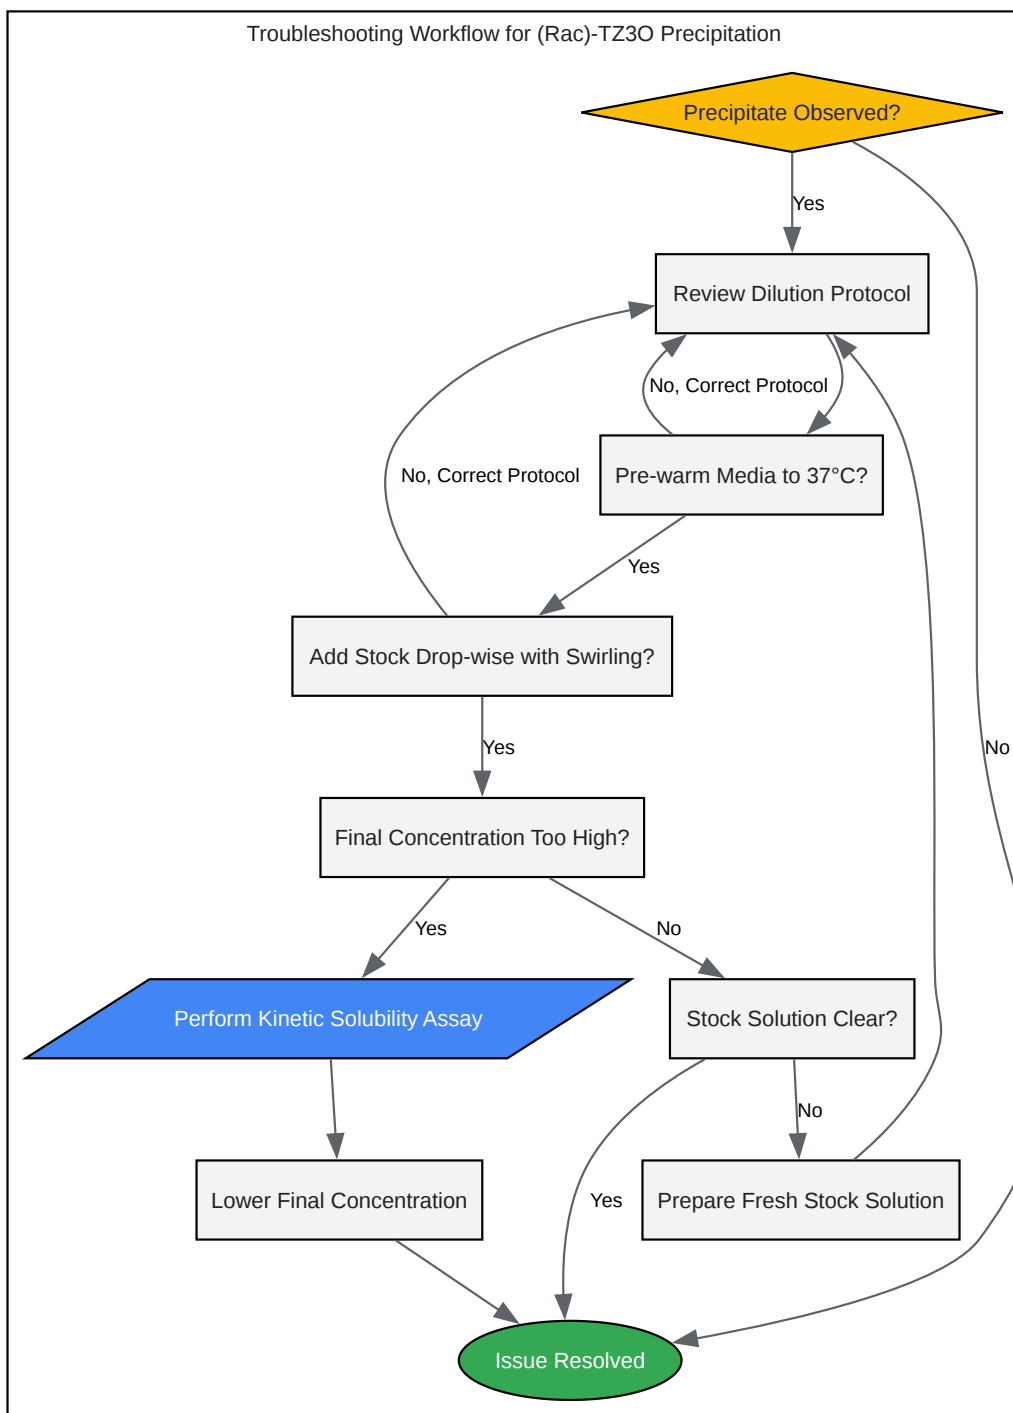 Troubleshooting Workflow for (Rac)-TZ3O Precipitation
Precipitate Observed?
Yes
Review Dilution Protocol
No, Correct Protocol
No, Correct Protocol
Pre-warm Media to 37°C?
Yes
Add Stock Drop-wise with Swirling?
Yes
No
Final Concentration Too High?
Yes
No
Perform Kinetic Solubility Assay
Stock Solution Clear?
No
Lower Final Concentration
Yes
Prepare Fresh Stock Solution
Issue Resolved